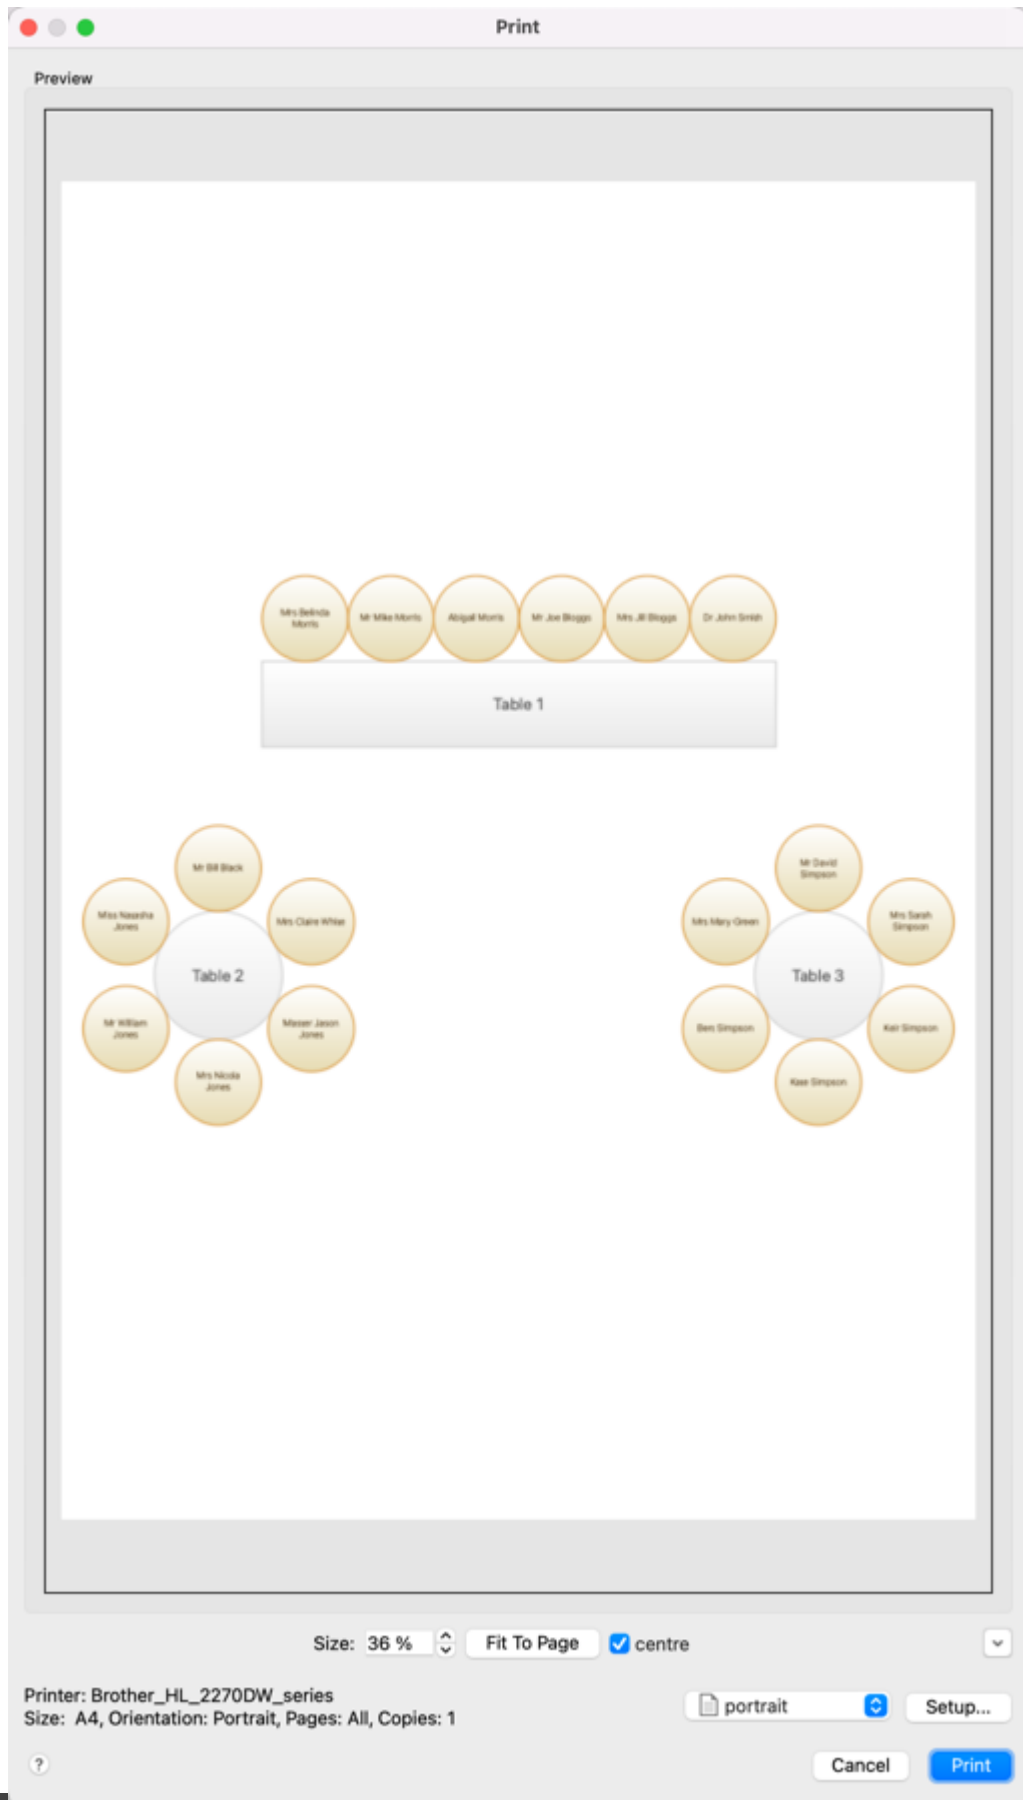 Print
Preview
Mrs Belinda
Morris
Mr Mike Morris
Abigail Morris
Mr Joe Bloggs
Mrs Jill Bloggs
Dr John Smith
Table 1
Mr Bill Black
Miss Natasha
Jones
Mrs Claire White
Table 2
Mr William
Jones
Master Jason
Jones
Mrs Nicola
Jones
Mr David
Simpson
Mrs Mary Green
Mrs Sarah
Simpson
Table 3
Simpson
Keir Simpson
Simpson
Size: 36 %
Fit To Page
centre
Printer: Brother_HL_2270DW_series
Size: A4, Orientation: Portrait, Pages: All, Copies: 1
portrait
Setup...
?
Cancel
Print